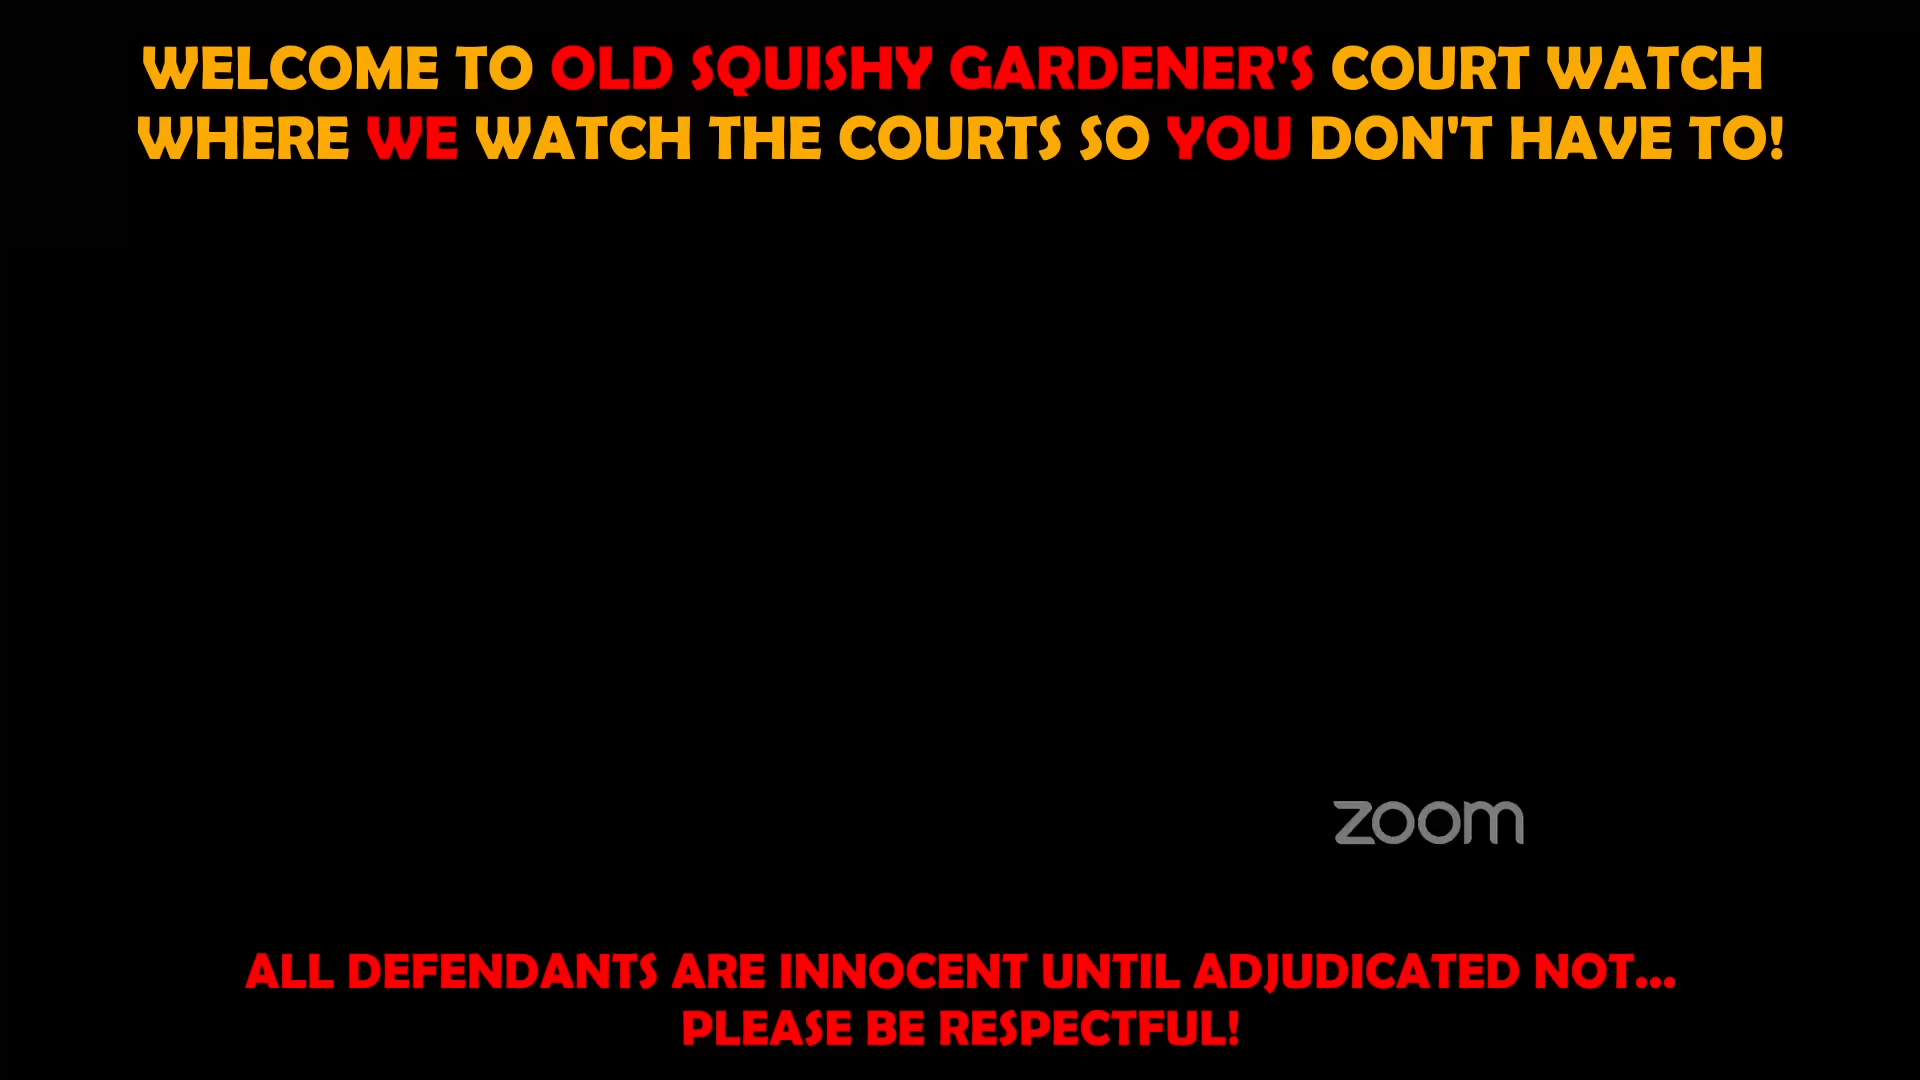 WELCOME TO OLD SQUISHY GARDENER'S COURT WATCH
WHERE WE WATCH THE COURTS SO YOU DON'T HAVE TO!
zoom
ALL DEFENDANTS ARE INNOCENT UNTIL ADJUDICATED NOT...
PLEASE BE RESPECTFUL!